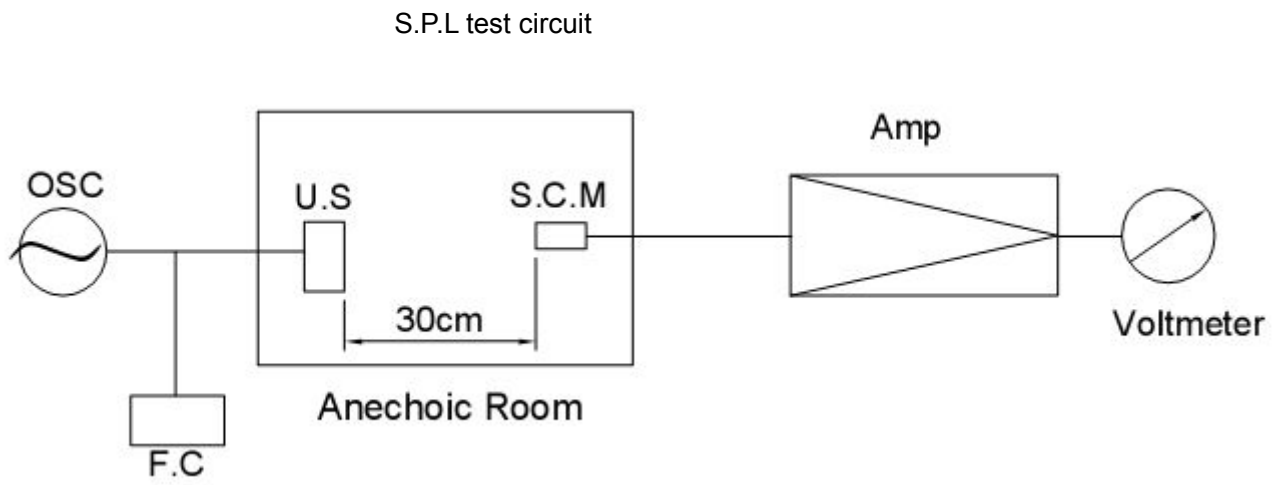 S.P.L test circuit
Amp
OSC
U.S
S.C.M
30cm
Voltmeter
Anechoic Room
F.C